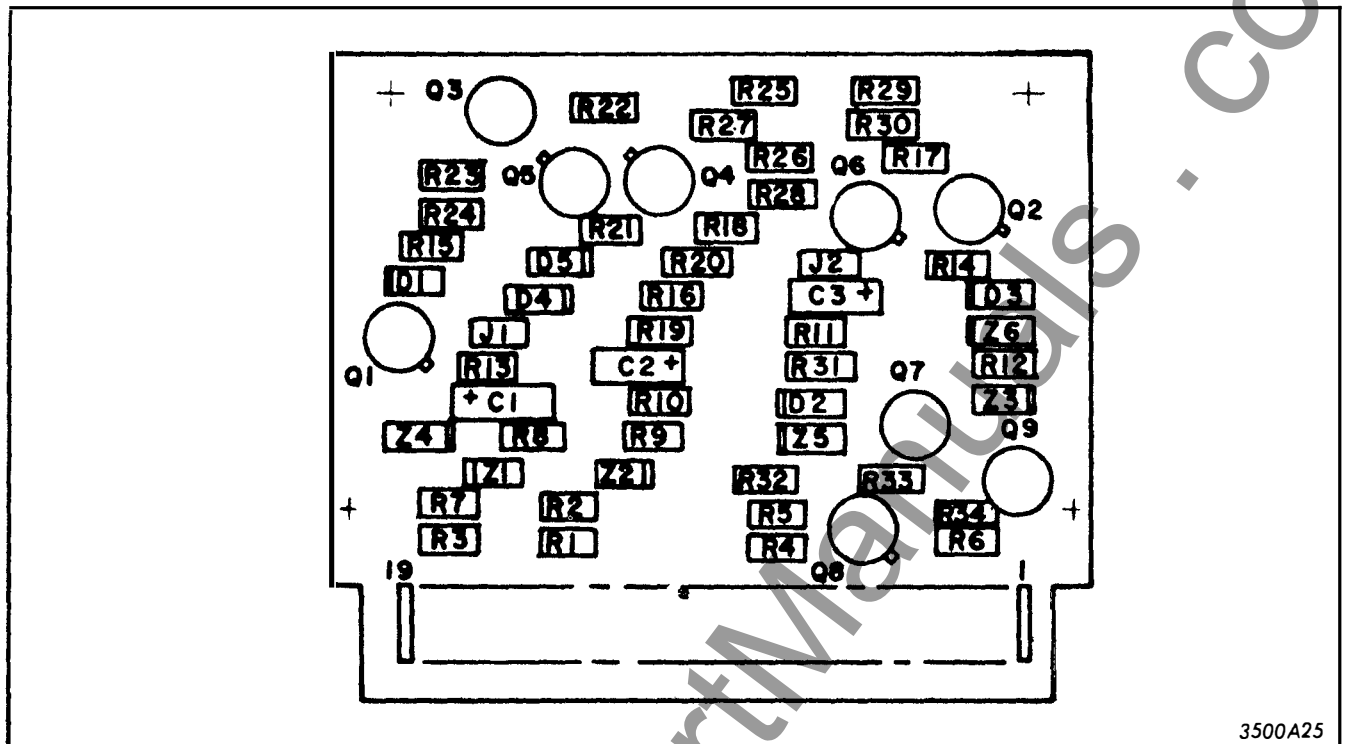 Q3
R22
R25
R29
R27
R30
R26
Q6
R17
R23
Q5
Q4
R28
Q2
R24
R21
R18
R15
D5
R20
J2
R14
D1
D4
R16
C3 +
D3
J1
R19
R11
Z6
Q1
R13
C2 +
R31
Q7
R12
+ C1
R10
D2
Z3
Z4
R8
R9
Z5
Q9
Z1
Z2
R32
R33
R7
R2
R5
R34
R3
R1
R4
R6
19
Q8
1
3500A25
rtManuals . co